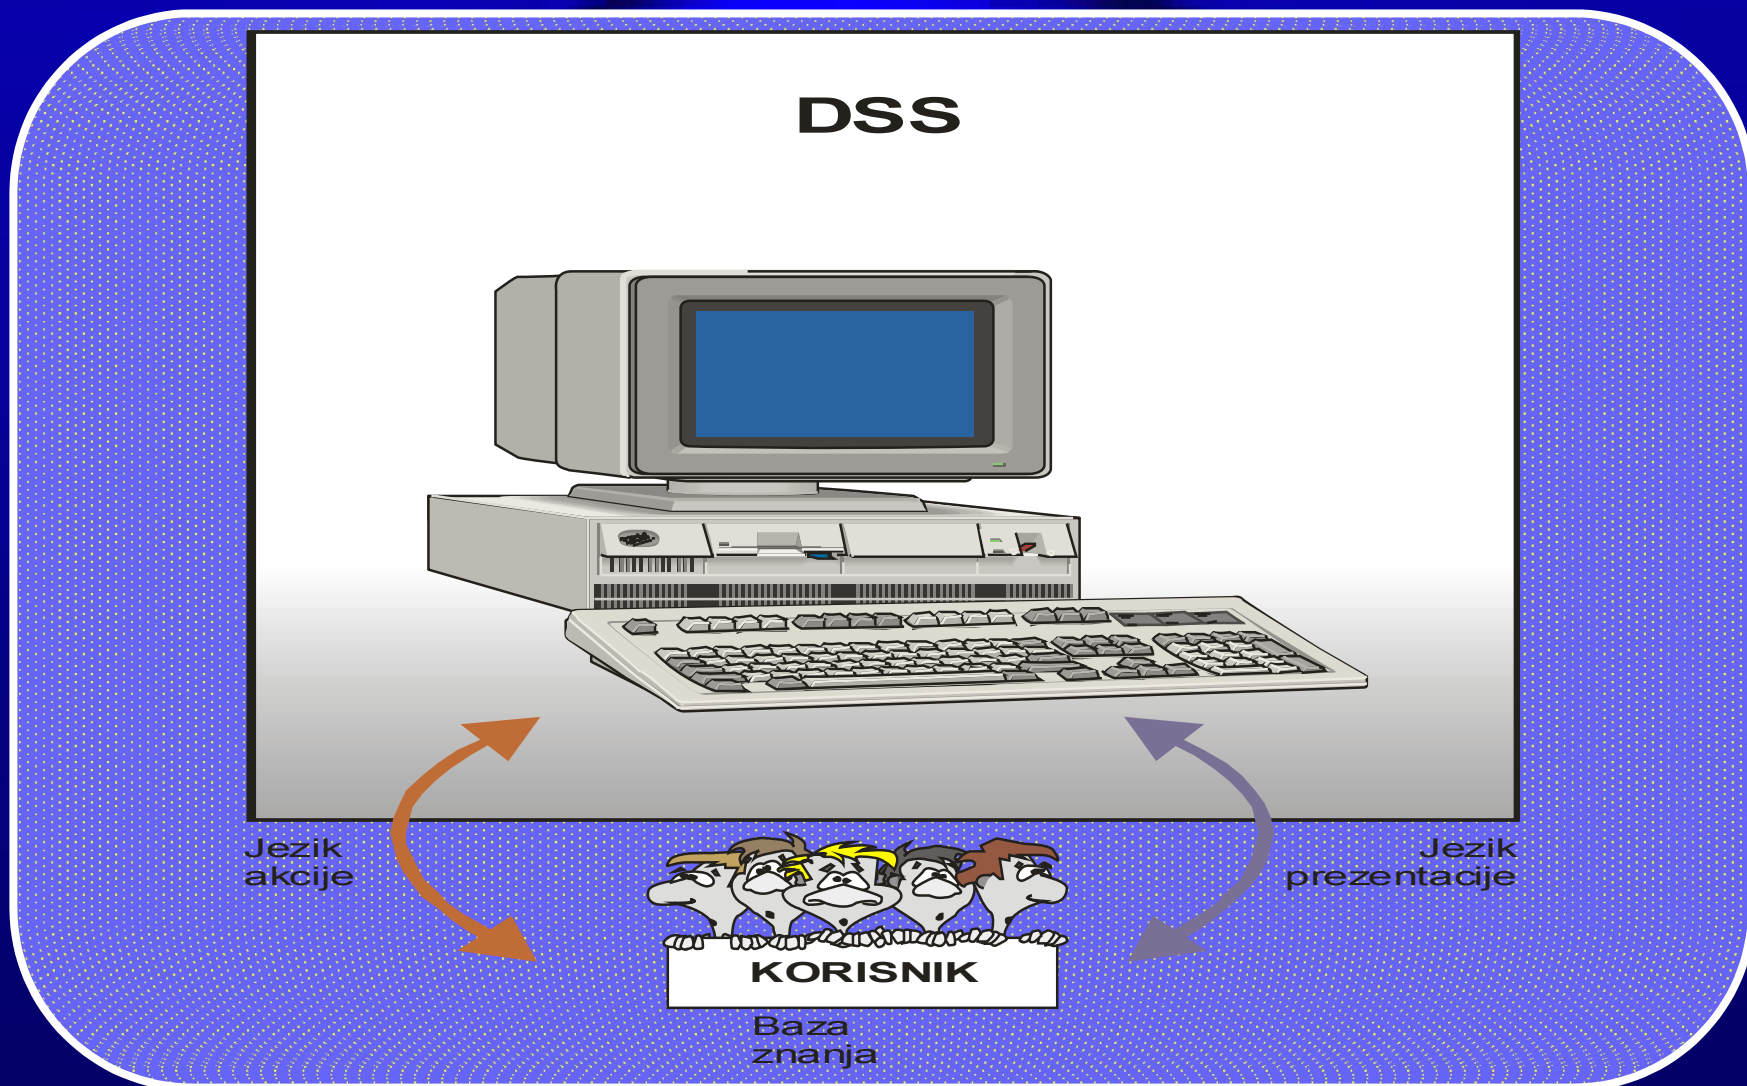 DSS
Jezik
akcije
Jezik
prezentacije
KORISNIK
Baza
znanja